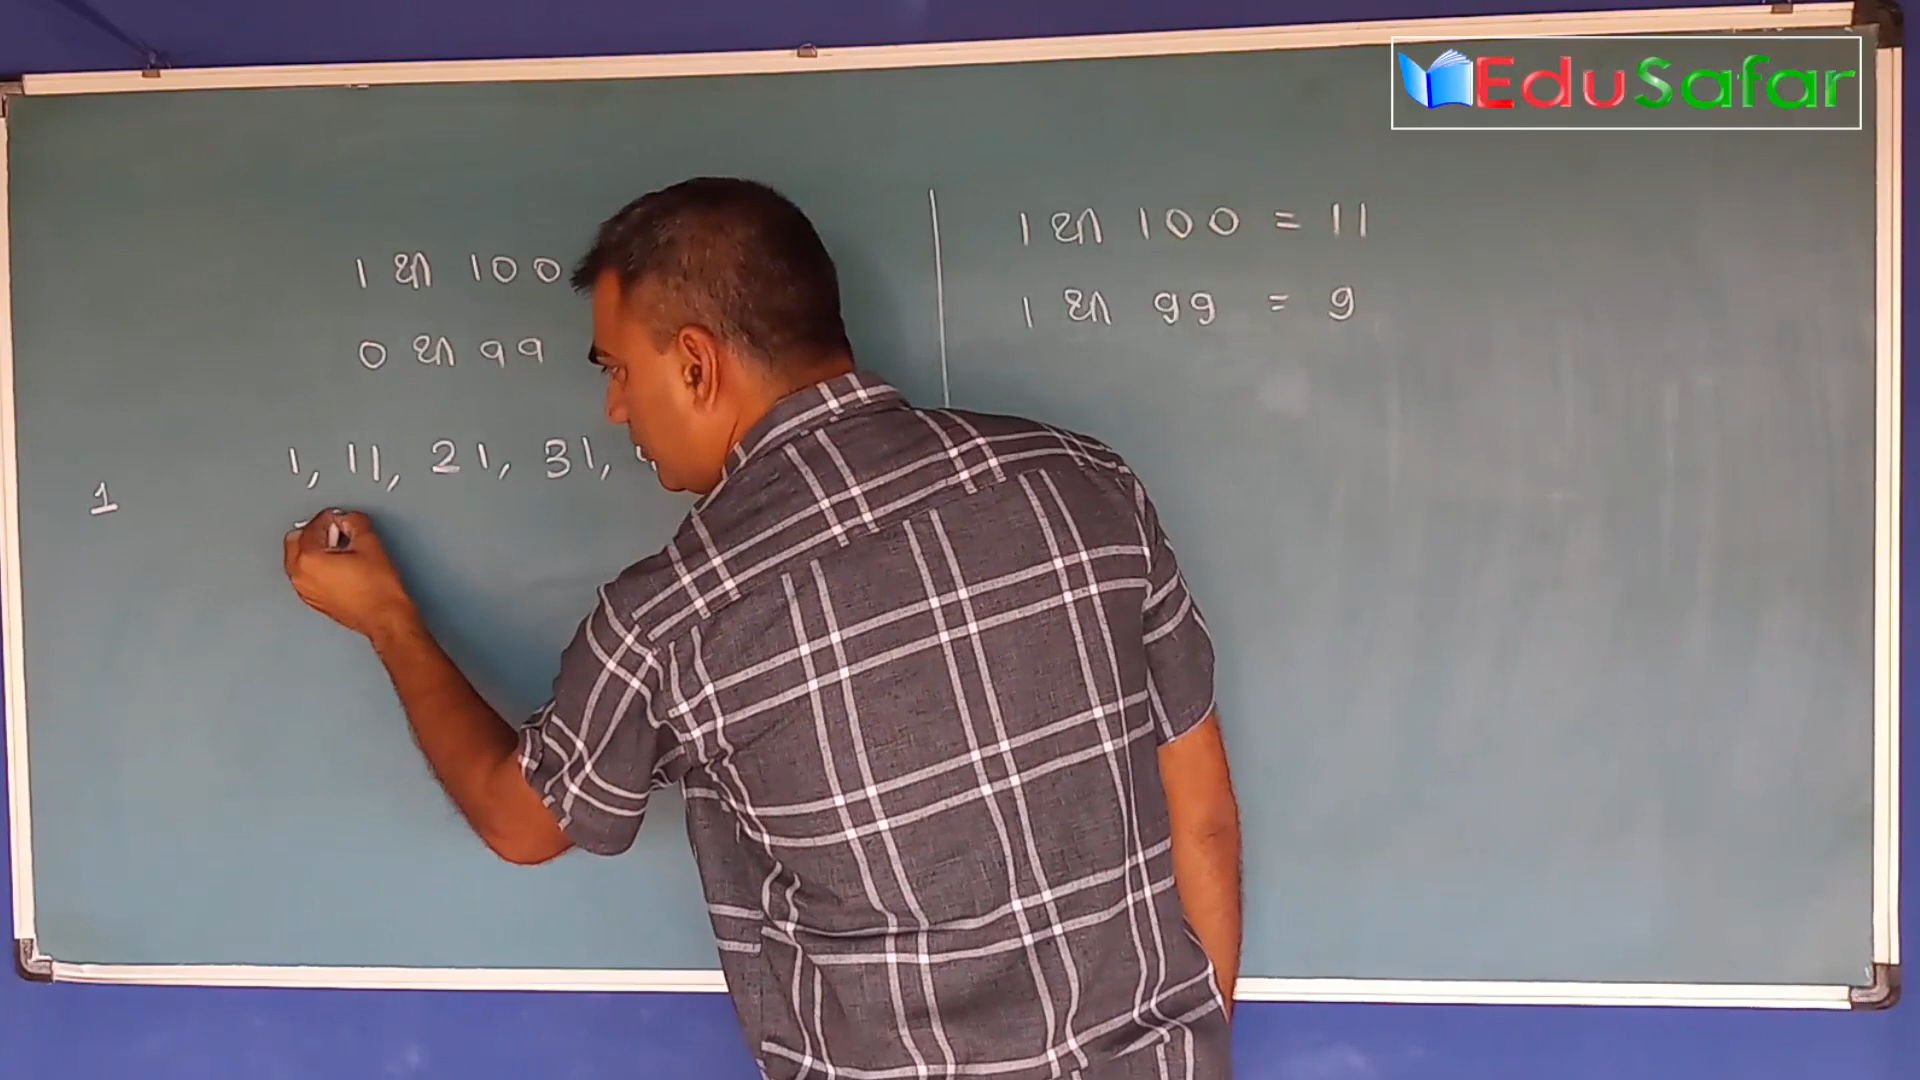 EduSafar
1 થી 100
0 થી 99
1, 11, 21, 31,
1
1 થી 100 = 11
1 થી 99 = 9